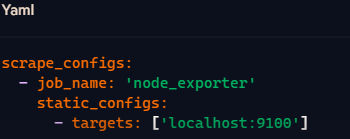 Yaml
scrape_configs:
  - job_name: 'node_exporter'
    static_configs:
      - targets: ['localhost:9100']